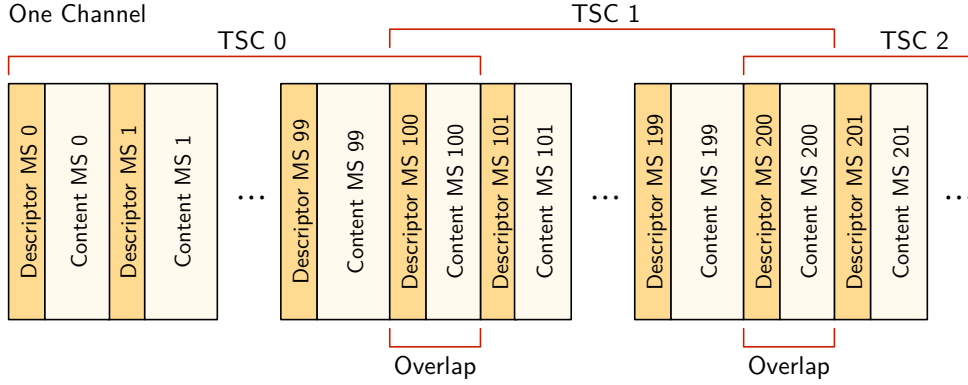 One Channel
TSC 0
TSC 1
TSC 2
Descriptor MS 0
Content MS 0
Descriptor MS 1
Content MS 1
...
Descriptor MS 99
Content MS 99
Descriptor MS 100
Content MS 100
Descriptor MS 101
Content MS 101
...
Descriptor MS 199
Content MS 199
Descriptor MS 200
Content MS 200
Descriptor MS 201
Content MS 201
...
Overlap
Overlap